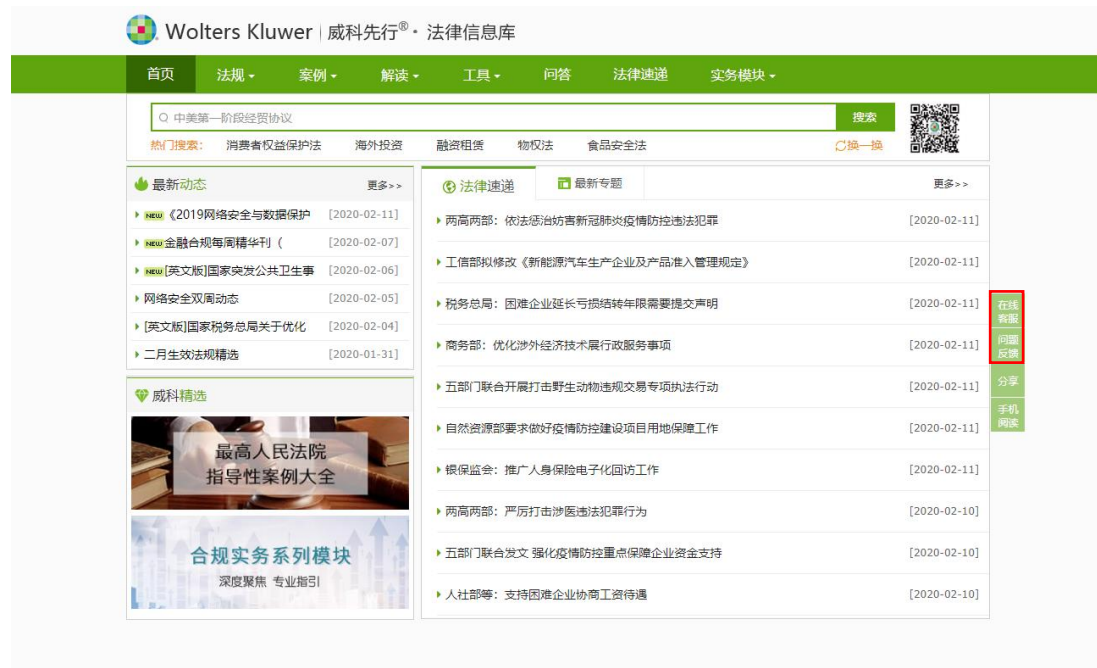 Wolters Kluwer | 威科先行®·法律信息库
首页 法规 案例 解读 工具 问答 法律速递 实务模块
中美第一阶段经贸协议 搜索
热门搜索： 消费者权益保护法 海外投资 融资租赁 物权法 食品安全法 换一换
最新动态 更多>>
NEW 《2019网络安全与数据保护 [2020-02-11]
NEW 金融合规每周精华刊（ [2020-02-07]
NEW [英文版]国家突发公共卫生事 [2020-02-06]
网络安全双周动态 [2020-02-05]
[英文版]国家税务总局关于优化 [2020-02-04]
二月生效法规精选 [2020-01-31]
威科精选
最高人民法院
指导性案例大全
合规实务系列模块
深度聚焦 专业指引
法律速递 最新专题 更多>>
两高两部：依法惩治妨害新冠肺炎疫情防控违法犯罪 [2020-02-11]
工信部拟修改《新能源汽车生产企业及产品准入管理规定》 [2020-02-11]
税务总局：困难企业延长亏损结转年限需要提交声明 [2020-02-11]
商务部：优化涉外经济技术展行政服务事项 [2020-02-11]
五部门联合开展打击野生动物违规交易专项执法行动 [2020-02-11]
自然资源部要求做好疫情防控建设项目用地保障工作 [2020-02-11]
银保监会：推广人身保险电子化回访工作 [2020-02-11]
两高两部：严厉打击涉医违法犯罪行为 [2020-02-10]
五部门联合发文 强化疫情防控重点保障企业资金支持 [2020-02-10]
人社部等：支持困难企业协商工资待遇 [2020-02-10]
在线
客服
问题
反馈
分享
手机
阅读